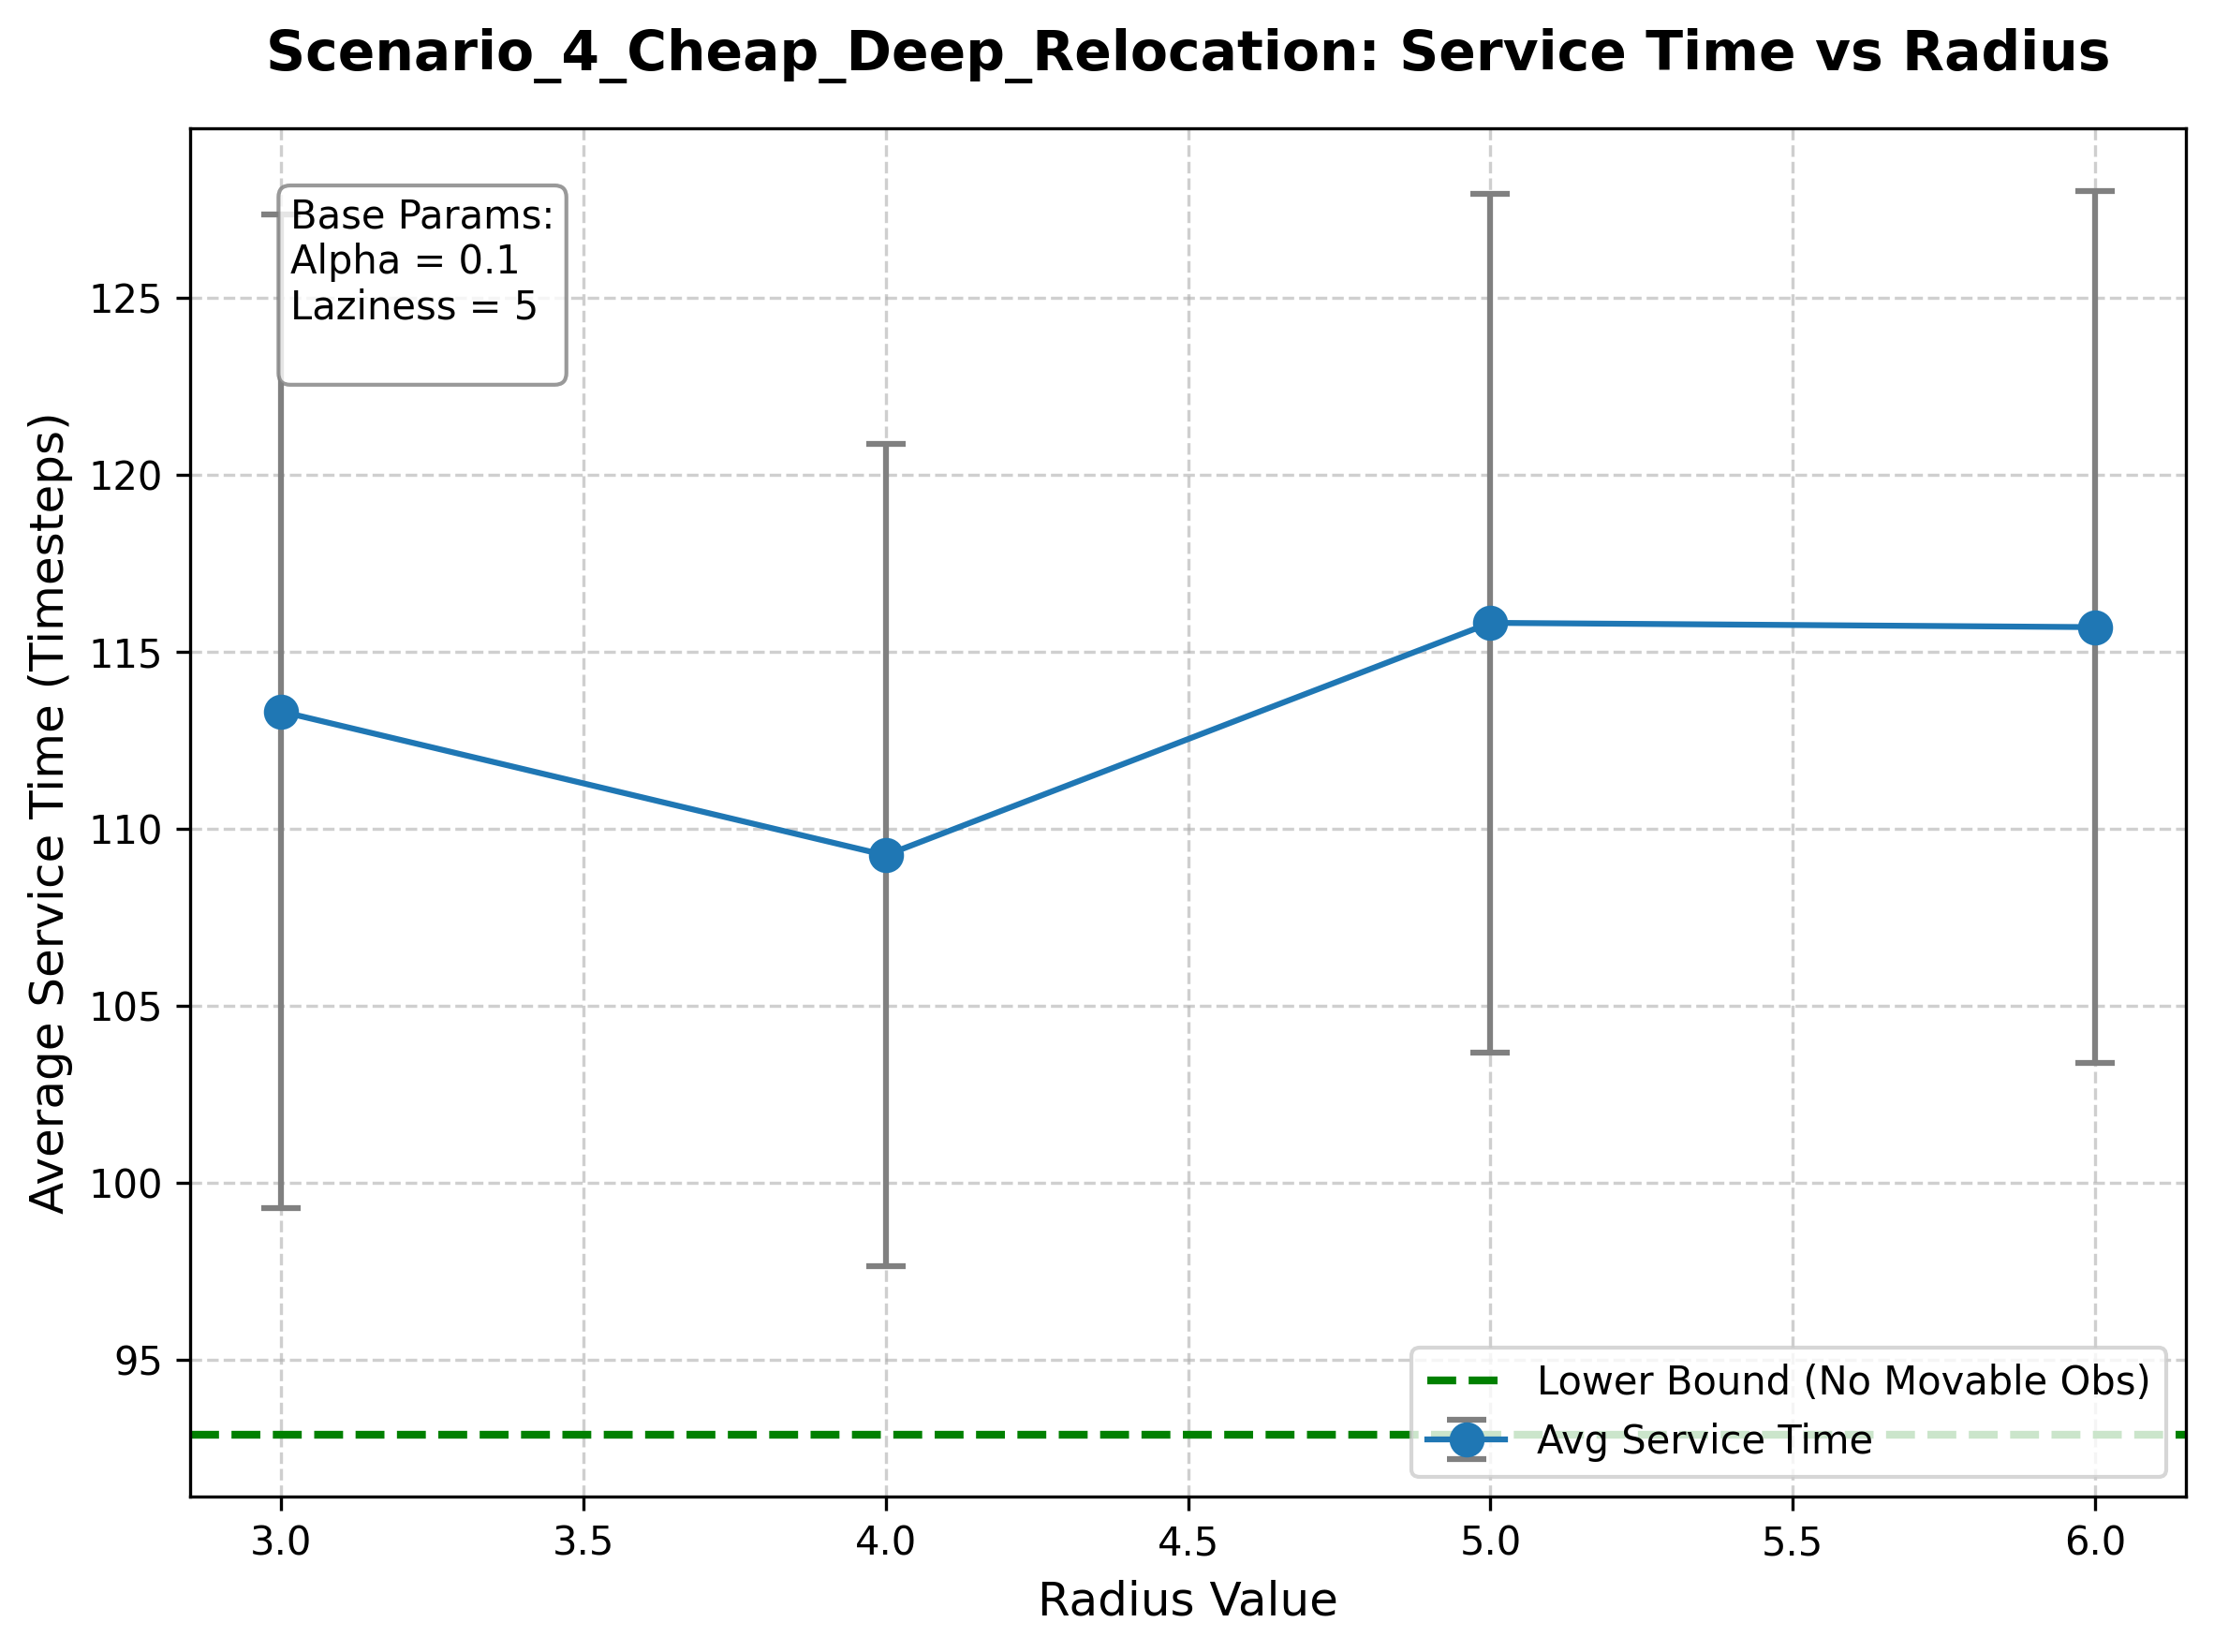 Scenario_4_Cheap_Deep_Relocation: Service Time vs Radius
Base Params:
Alpha = 0.1
Laziness = 5
Average Service Time (Timesteps)
125
120
115
110
105
100
95
Lower Bound (No Movable Obs)
Avg Service Time
3.0 3.5 4.0 4.5 5.0 5.5 6.0
Radius Value